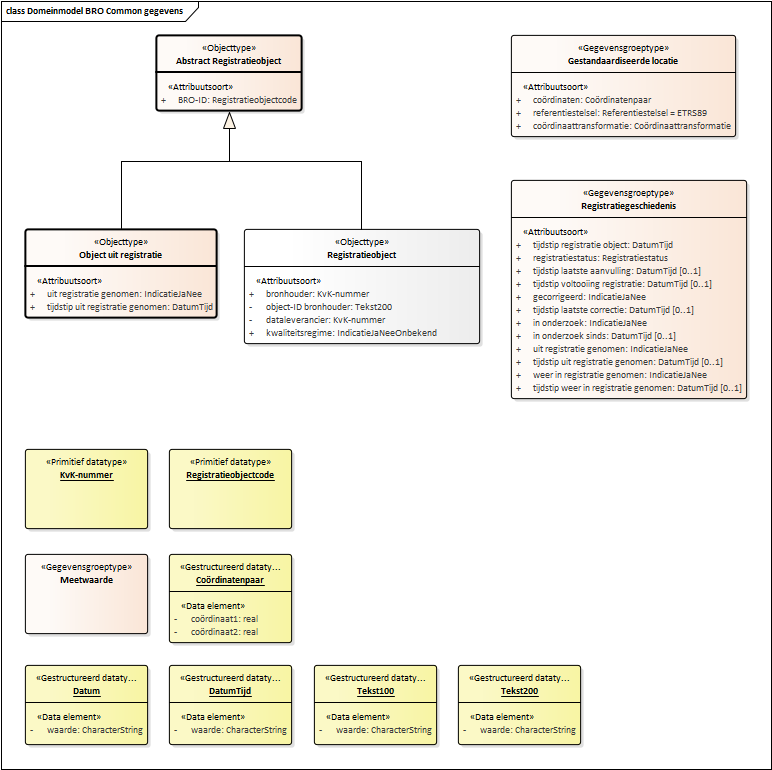 class Domeinmodel BRO Common gegevens
«Objecttype»
Abstract Registratieobject
«Attribuutsoort»
+ BRO-ID: Registratieobjectcode
«Gegevensgroeptype»
Gestandaardiseerde locatie
«Attribuutsoort»
+ coördinaten: Coördinatenpaar
+ referentiestelsel: Referentiestelsel = ETRS89
+ coördinaattransformatie: Coördinaattransformatie
«Gegevensgroeptype»
Registratiegeschiedenis
«Attribuutsoort»
+ tijdstip registratie object: DatumTijd
+ registratiestatus: Registratiestatus
+ tijdstip laatste aanvulling: DatumTijd [0..1]
+ tijdstip voltooiing registratie: DatumTijd [0..1]
+ gecorrigeerd: IndicatieJaNee
+ tijdstip laatste correctie: DatumTijd [0..1]
+ in onderzoek: IndicatieJaNee
+ in onderzoek sinds: DatumTijd [0..1]
+ uit registratie genomen: IndicatieJaNee
+ tijdstip uit registratie genomen: DatumTijd [0..1]
+ weer in registratie genomen: IndicatieJaNee
+ tijdstip weer in registratie genomen: DatumTijd [0..1]
«Objecttype»
Object uit registratie
«Attribuutsoort»
+ uit registratie genomen: IndicatieJaNee
+ tijdstip uit registratie genomen: DatumTijd
«Objecttype»
Registratieobject
«Attribuutsoort»
+ bronhouder: KvK-nummer
- object-ID bronhouder: Tekst200
- dataleverancier: KvK-nummer
+ kwaliteitsregime: IndicatieJaNeeOnbekend
«Primitief datatype»
KvK-nummer
«Primitief datatype»
Registratieobjectcode
«Gegevensgroeptype»
Meetwaarde
«Gestructureerd dataty...
Coördinatenpaar
«Data element»
- coördinaat1: real
- coördinaat2: real
«Gestructureerd dataty...
Datum
«Data element»
- waarde: CharacterString
«Gestructureerd dataty...
DatumTijd
«Data element»
- waarde: CharacterString
«Gestructureerd dataty...
Tekst100
«Data element»
- waarde: CharacterString
«Gestructureerd dataty...
Tekst200
«Data element»
- waarde: CharacterString